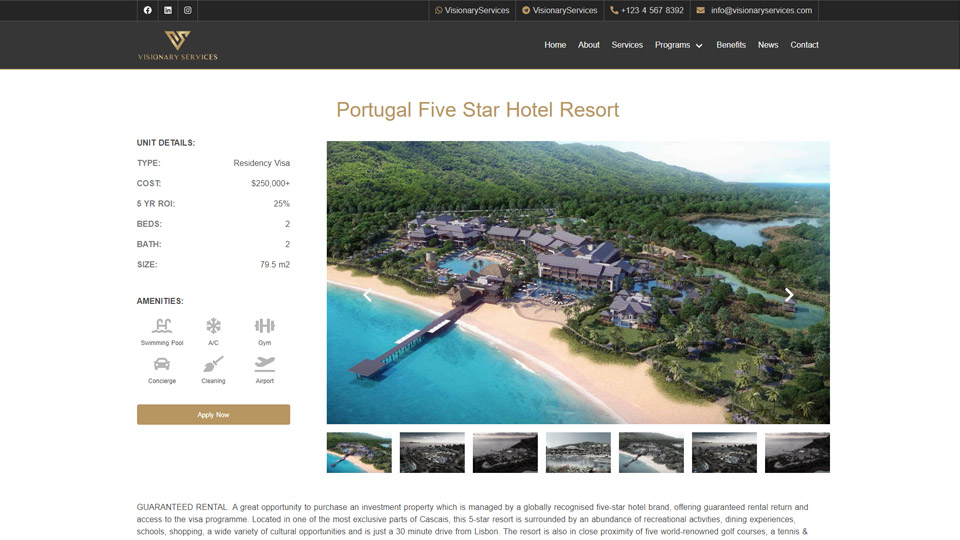 VisionaryServices
VisionaryServices
+123 4 567 8392
info@visionaryservices.com
VISIONARY SERVICES
Home
About
Services
Programs
Benefits
News
Contact
Portugal Five Star Hotel Resort
UNIT DETAILS:
TYPE: Residency Visa
COST: $250,000+
5 YR ROI: 25%
BEDS: 2
BATH: 2
SIZE: 79.5 m2
AMENITIES:
Swimming Pool
A/C
Gym
Concierge
Cleaning
Airport
Apply Now
GUARANTEED RENTAL. A great opportunity to purchase an investment property which is managed by a globally recognised five-star hotel brand, offering guaranteed rental return and
access to the visa programme. Located in one of the most exclusive parts of Cascais, this 5-star resort is surrounded by an abundance of recreational activities, dining experiences,
schools, shopping, a wide variety of cultural opportunities and is just a 30 minute drive from Lisbon. The resort is also in close proximity of five world-renowned golf courses, a tennis &